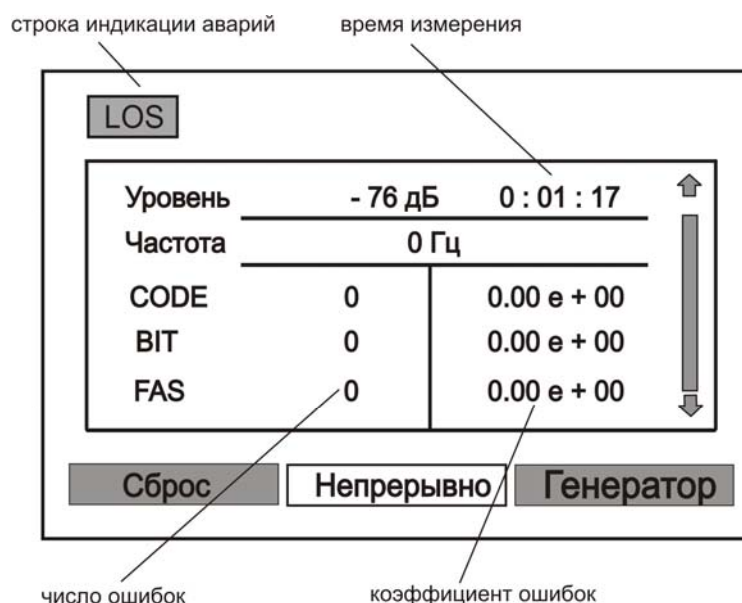 строка индикации аварий время измерения
LOS
Уровень - 76 дБ 0 : 01 : 17
Частота 0 Гц
CODE 0 0.00 e + 00
BIT 0 0.00 e + 00
FAS 0 0.00 e + 00
Сброс Непрерывно Генератор
число ошибок коэффициент ошибок